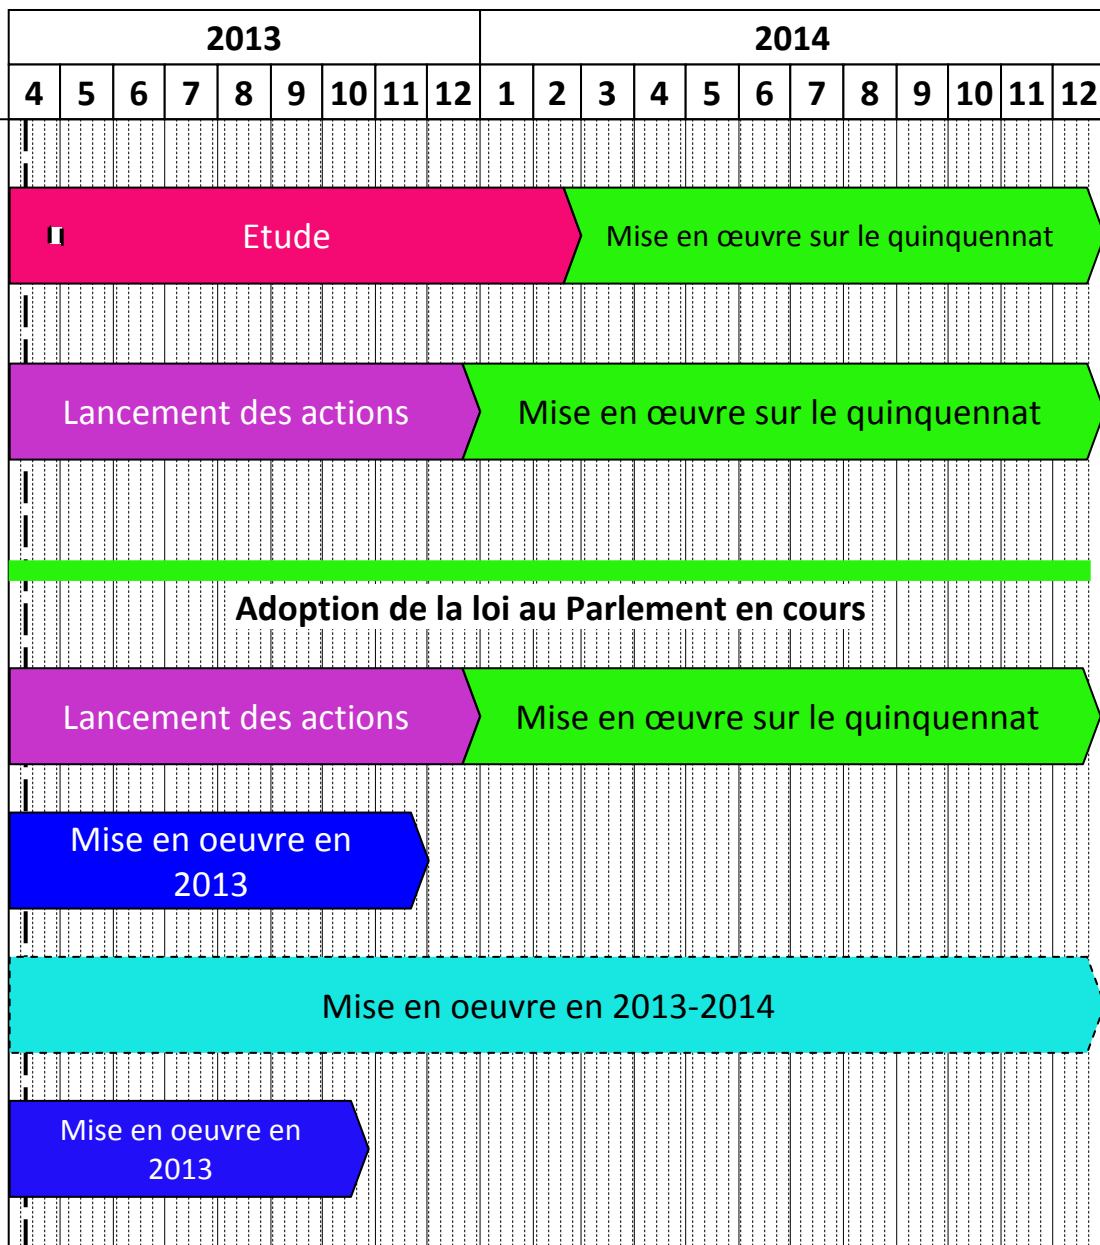 2013 2014
4 5 6 7 8 9 10 11 12 1 2 3 4 5 6 7 8 9 10 11 12
Etude Mise en œuvre sur le quinquennat
Lancement des actions Mise en œuvre sur le quinquennat
Adoption de la loi au Parlement en cours
Lancement des actions Mise en œuvre sur le quinquennat
Mise en oeuvre en
2013
Mise en oeuvre en 2013-2014
Mise en oeuvre en
2013